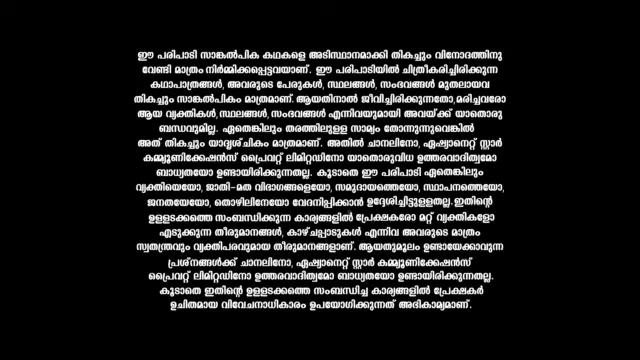 ഈ പരിപാടി സാങ്കൽപിക കഥകളെ അടിസ്ഥാനമാക്കി തികച്ചും വിനോദത്തിനു
വേണ്ടി മാത്രം നിർമ്മിക്കപ്പെട്ടവയാണ്. ഈ പരിപാടിയിൽ ചിത്രീകരിച്ചിരിക്കുന്ന
കഥാപാത്രങ്ങൾ, അവരുടെ പേരുകൾ, സ്ഥലങ്ങൾ, സംഭവങ്ങൾ മുതലായവ
തികച്ചും സാങ്കൽപികം മാത്രമാണ്. ആയതിനാൽ ജീവിച്ചിരിക്കുന്നതോ,മരിച്ചവരോ
ആയ വ്യക്തികൾ,സ്ഥലങ്ങൾ,സംഭവങ്ങൾ എന്നിവയുമായി അവയ്ക്ക് യാതൊരു
ബന്ധവുമില്ല. ഏതെങ്കിലും തരത്തിലുളള സാമ്യം തോന്നുന്നുവെങ്കിൽ
അത് തികച്ചും യാദൃശ്ചികം മാത്രമാണ്. അതിൽ ചാനലിനോ, ഏഷ്യാനെറ്റ് സ്റ്റാർ
കമ്മ്യൂണിക്കേഷൻസ് പ്രൈവറ്റ് ലിമിറ്റഡിനോ യാതൊരുവിധ ഉത്തരവാദിത്വമോ
ബാധ്യതയോ ഉണ്ടായിരിക്കുന്നതല്ല. കൂടാതെ ഈ പരിപാടി ഏതെങ്കിലും
വ്യക്തിയെയോ, ജാതി-മത വിഭാഗങ്ങളെയോ, സമുദായത്തെയോ, സ്ഥാപനത്തെയോ,
ജനതയേയോ, തൊഴിലിനേയോ വേദനിപ്പിക്കാൻ ഉദ്ദേശിച്ചിട്ടുളളതല്ല.ഇതിന്റെ
ഉളളടക്കത്തെ സംബന്ധിക്കുന്ന കാര്യങ്ങളിൽ പ്രേക്ഷകരോ മറ്റ് വ്യക്തികളോ
എടുക്കുന്ന തീരുമാനങ്ങൾ, കാഴ്ചപ്പാടുകൾ എന്നിവ അവരുടെ മാത്രം
സ്വതന്ത്രവും വ്യക്തിപരവുമായ തീരുമാനങ്ങളാണ്. ആയതുമൂലം ഉണ്ടായേക്കാവുന്ന
പ്രശ്നങ്ങൾക്ക് ചാനലിനോ, ഏഷ്യാനെറ്റ് സ്റ്റാർ കമ്മ്യൂണിക്കേഷൻസ്
പ്രൈവറ്റ് ലിമിറ്റഡിനോ ഉത്തരവാദിത്വമോ ബാധ്യതയോ ഉണ്ടായിരിക്കുന്നതല്ല.
കൂടാതെ ഇതിന്റെ ഉളളടക്കത്തെ സംബന്ധിച്ച കാര്യങ്ങളിൽ പ്രേക്ഷകർ
ഉചിതമായ വിവേചനാധികാരം ഉപയോഗിക്കുന്നത് അഭികാമ്യമാണ്.